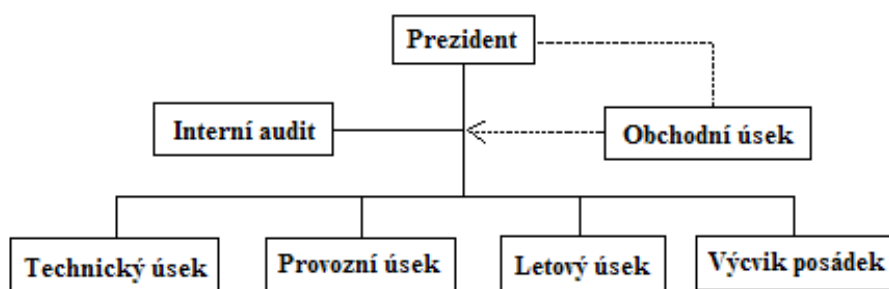 Prezident
Interní audit
Obchodní úsek
Technický úsek
Provozní úsek
Letový úsek
Výcvik posádek